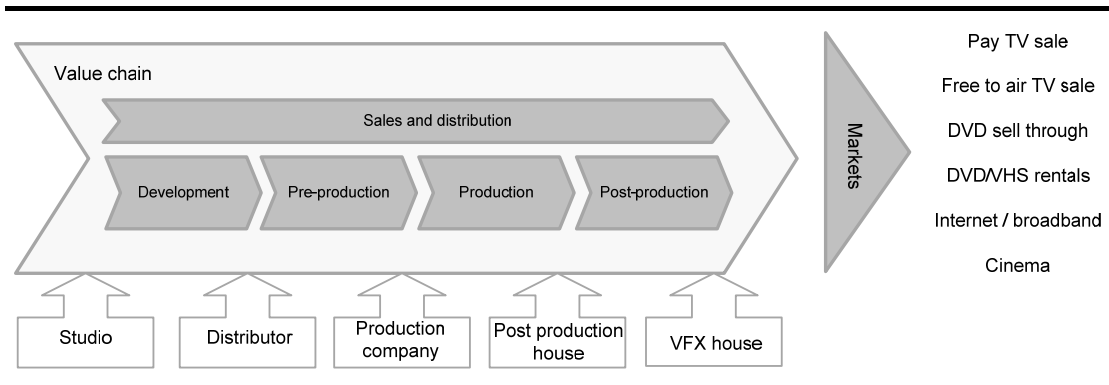 Value chain
Sales and distribution
Development
Pre-production
Production
Post-production
Markets
Pay TV sale
Free to air TV sale
DVD sell through
DVD/VHS rentals
Internet / broadband
Cinema
Studio
Distributor
Production
company
Post production
house
VFX house